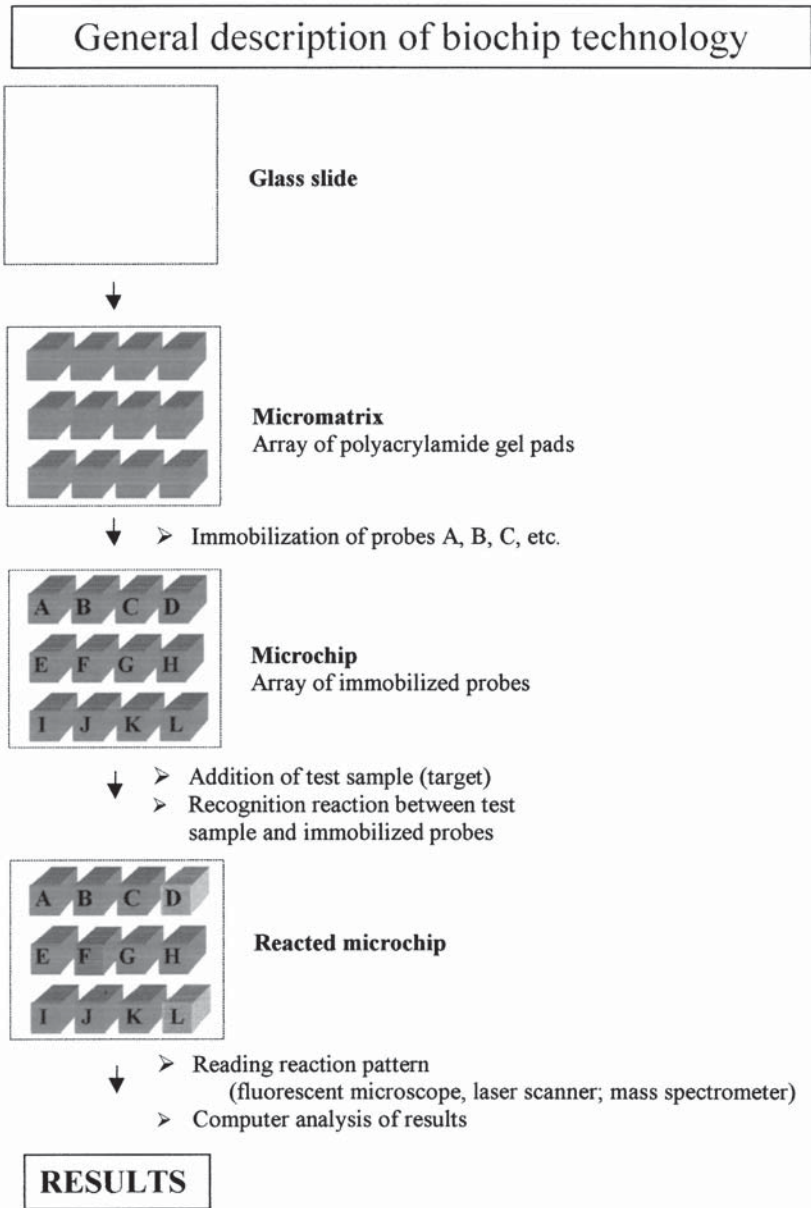 General description of biochip technology
Glass slide
Micromatrix
Array of polyacrylamide gel pads
➢ Immobilization of probes A, B, C, etc.
A B C D
E F G H
I J K L
Microchip
Array of immobilized probes
➢ Addition of test sample (target)
➢ Recognition reaction between test
sample and immobilized probes
A B C D
E F G H
I J K L
Reacted microchip
➢ Reading reaction pattern
(fluorescent microscope, laser scanner; mass spectrometer)
➢ Computer analysis of results
RESULTS